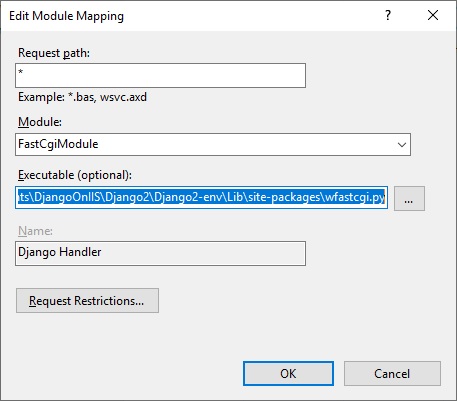 Edit Module Mapping
Request path:
*
Example: *.bas, wsvc.axd
Module:
FastCgiModule
Executable (optional):
ıts\DjangoOnIIS\Django2\Django2-env\Lib\site-packages\wfastcgi.py
...
Name:
Django Handler
Request Restrictions...
OK
Cancel